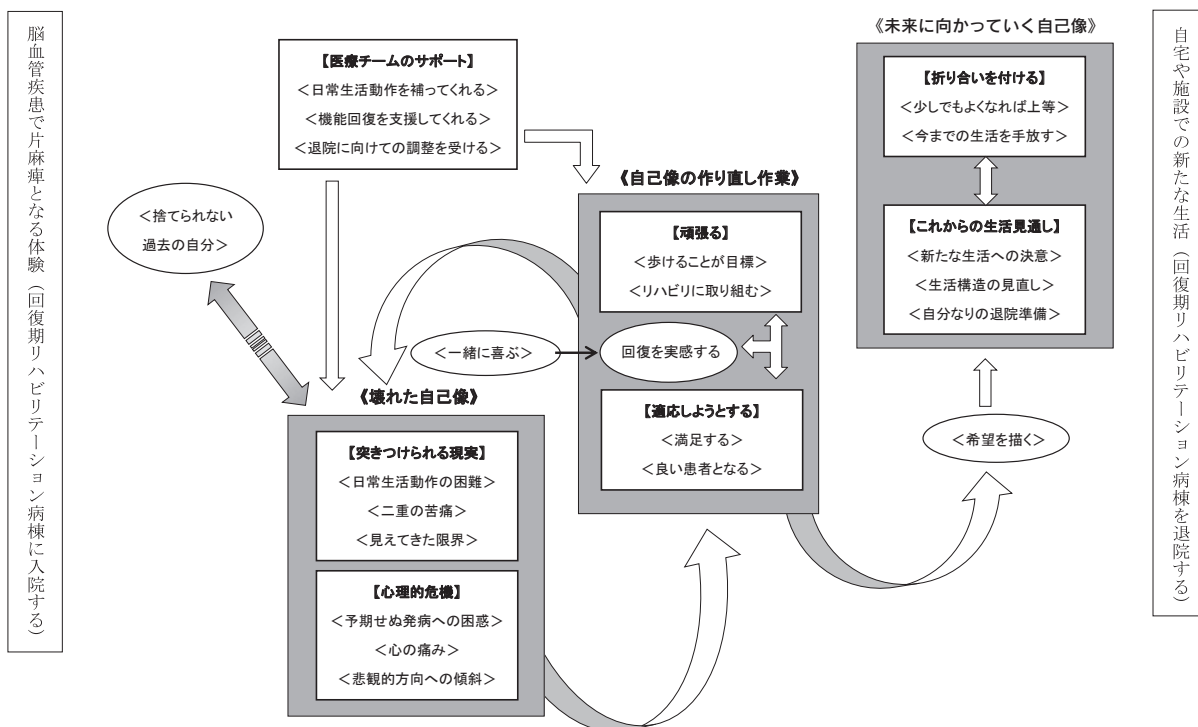 脳血管疾患で片麻痺となる体験（回復期リハビリテーション病棟に入院する）
【医療チームのサポート】
＜日常生活動作を補ってくれる＞
＜機能回復を支援してくれる＞
＜退院に向けての調整を受ける＞
＜捨てられない
過去の自分＞
《壊れた自己像》
【突きつけられる現実】
＜日常生活動作の困難＞
＜二重の苦痛＞
＜見えてきた限界＞
【心理的危機】
＜予期せぬ発病への困惑＞
＜心の痛み＞
＜悲観的方向への傾斜＞
《自己像の作り直し作業》
【頑張る】
＜歩けることが目標＞
＜リハビリに取り組む＞
＜一緒に喜ぶ＞
回復を実感する
【適応しようとする】
＜満足する＞
＜良い患者となる＞
＜希望を描く＞
《未来に向かっていく自己像》
【折り合いを付ける】
＜少しでもよくなれば上等＞
＜今までの生活を手放す＞
【これからの生活見通し】
＜新たな生活への決意＞
＜生活構造の見直し＞
＜自分なりの退院準備＞
自宅や施設での新たな生活（回復期リハビリテーション病棟を退院する）